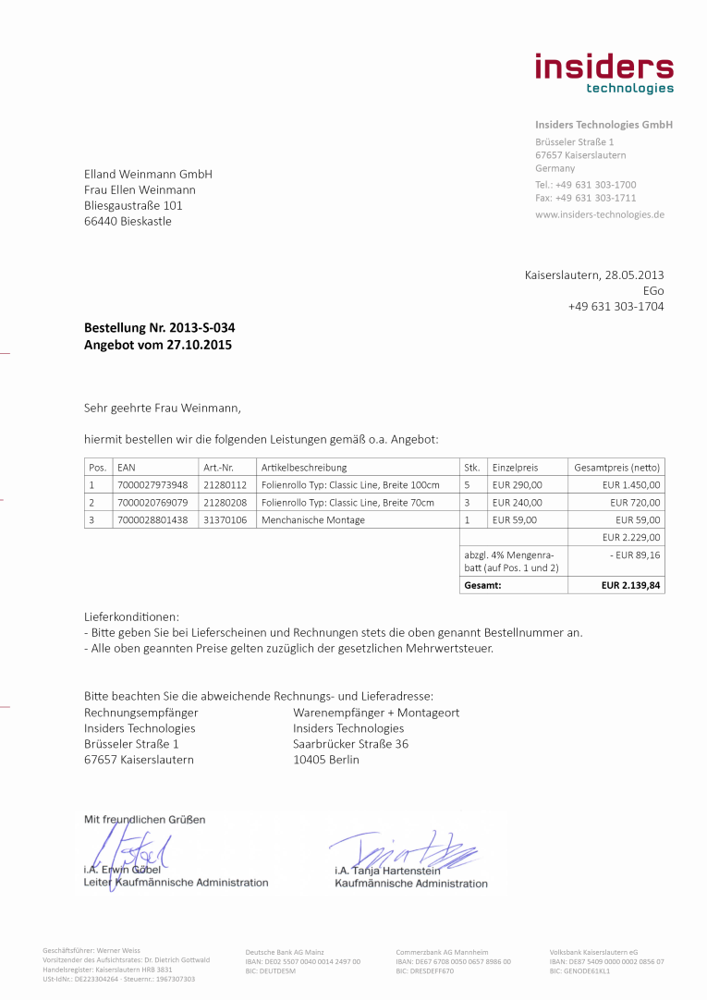 insiders
technologies
Insiders Technologies GmbH
Brüsseler Straße 1
67657 Kaiserslautern
Germany
Tel.: +49 631 303-1700
Fax: +49 631 303-1711
www.insiders-technologies.de
Elland Weinmann GmbH
Frau Ellen Weinmann
Bliesgaustraße 101
66440 Bieskastle
Kaiserslautern, 28.05.2013
EGo
+49 631 303-1704
Bestellung Nr. 2013-S-034
Angebot vom 27.10.2015
Sehr geehrte Frau Weinmann,
hiermit bestellen wir die folgenden Leistungen gemäß o.a. Angebot:
Pos. EAN Art.-Nr. Artikelbeschreibung Stk. Einzelpreis Gesamtpreis (netto)
1 7000027973948 21280112 Folienrollo Typ: Classic Line, Breite 100cm 5 EUR 290,00 EUR 1.450,00
2 7000020769079 21280208 Folienrollo Typ: Classic Line, Breite 70cm 3 EUR 240,00 EUR 720,00
3 7000028801438 31370106 Menchanische Montage 1 EUR 59,00 EUR 59,00
EUR 2.229,00
abzgl. 4% Mengenra- - EUR 89,16
batt (auf Pos. 1 und 2)
Gesamt: EUR 2.139,84
Lieferkonditionen:
- Bitte geben Sie bei Lieferscheinen und Rechnungen stets die oben genannt Bestellnummer an.
- Alle oben geannten Preise gelten zuzüglich der gesetzlichen Mehrwertsteuer.
Bitte beachten Sie die abweichende Rechnungs- und Lieferadresse:
Rechnungsempfänger Warenempfänger + Montageort
Insiders Technologies Insiders Technologies
Brüsseler Straße 1 Saarbrücker Straße 36
67657 Kaiserslautern 10405 Berlin
Mit freundlichen Grüßen
i.A. Erwin Göbel i.A. Tanja Hartenstein
Leiter Kaufmännische Administration Kaufmännische Administration
Geschäftsführer: Werner Weiss
Vorsitzender des Aufsichtsrates: Dr. Dietrich Gottwald
Handelsregister: Kaiserslautern HRB 3831
USt-IdNr.: DE223304264 - Steuernr.: 1967307303
Deutsche Bank AG Mainz
IBAN: DE02 5507 0040 0014 2497 00
BIC: DEUTDE5M
Commerzbank AG Mannheim
IBAN: DE67 6708 0050 0657 8986 00
BIC: DRESDEFF670
Volksbank Kaiserslautern eG
IBAN: DE87 5409 0000 0002 0856 07
BIC: GENODE61KL1